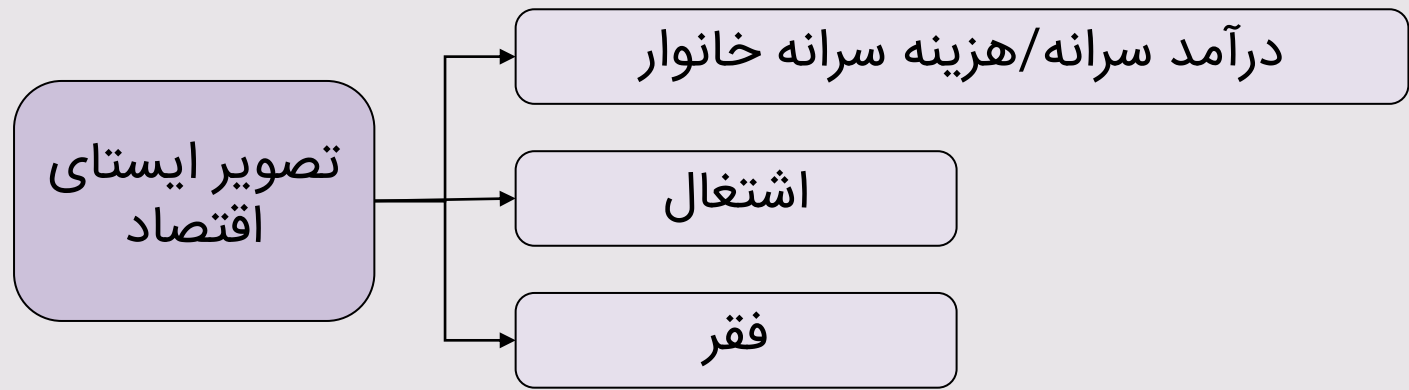 تصویر ایستای
اقتصاد
درآمد سرانه/هزینه سرانه خانوار
اشتغال
فقر